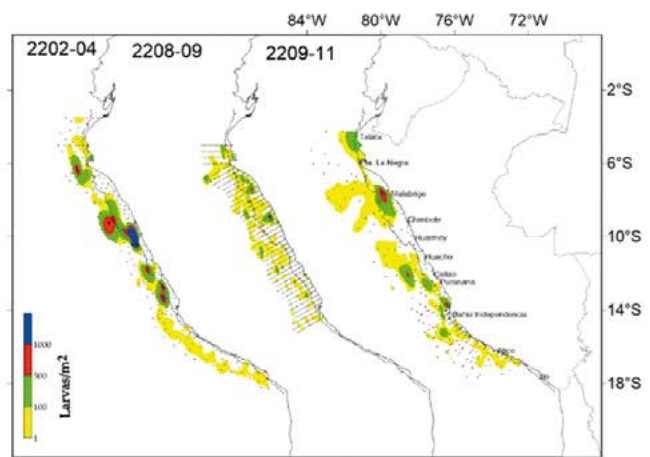 84°W 80°W 76°W 72°W
2202-04 2208-09 2209-11
2°S
Talara
6°S
Pta. La Negra
Malabrigo
Chimbote
10°S
Huarmey
Huacho
Callao
Pucusana
14°S
Bahía Independencia
Atico
18°S
Ilo
1000
500
100
1
Larvas/m²